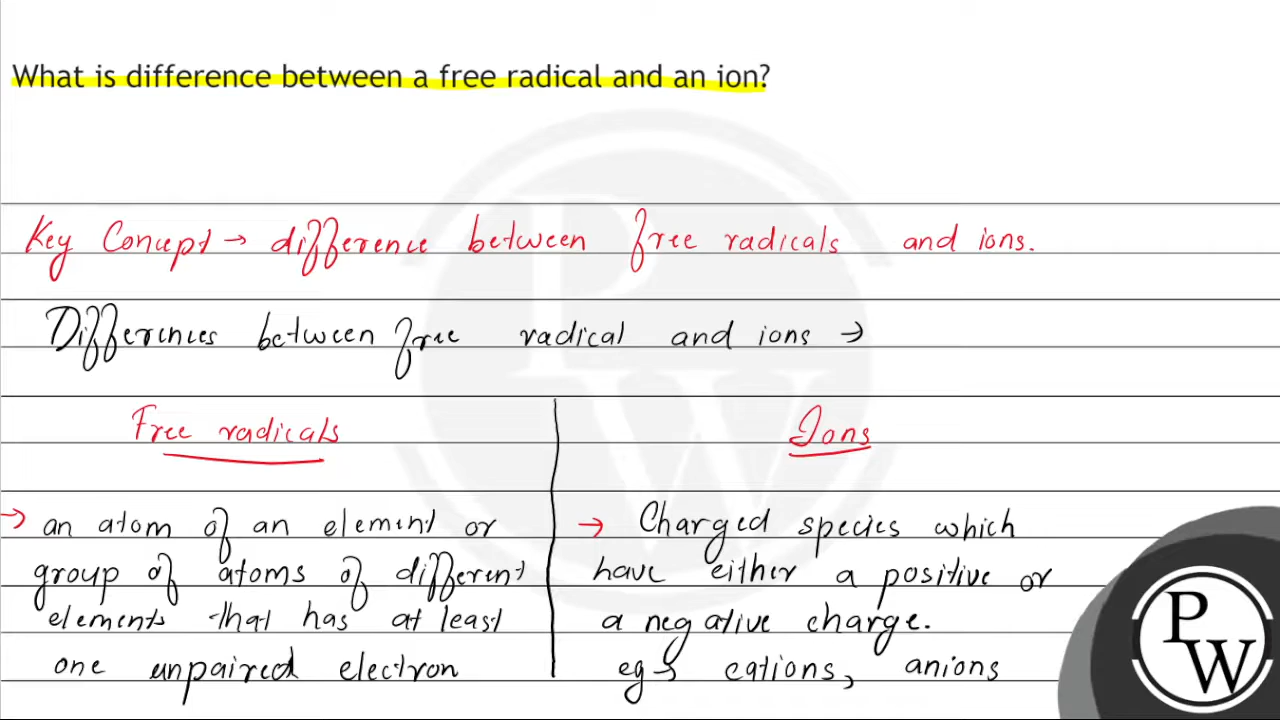 What is difference between a free radical and an ion?
Key Concept → difference between free radicals and ions.
Differences between free radical and ions →
Free radicals
→ an atom of an element or
group of atoms of different
elements that has at least
one unpaired electron
Ions
→ Charged species which
have either a positive or
a negative charge.
eg → cations, anions
P
W
P
W